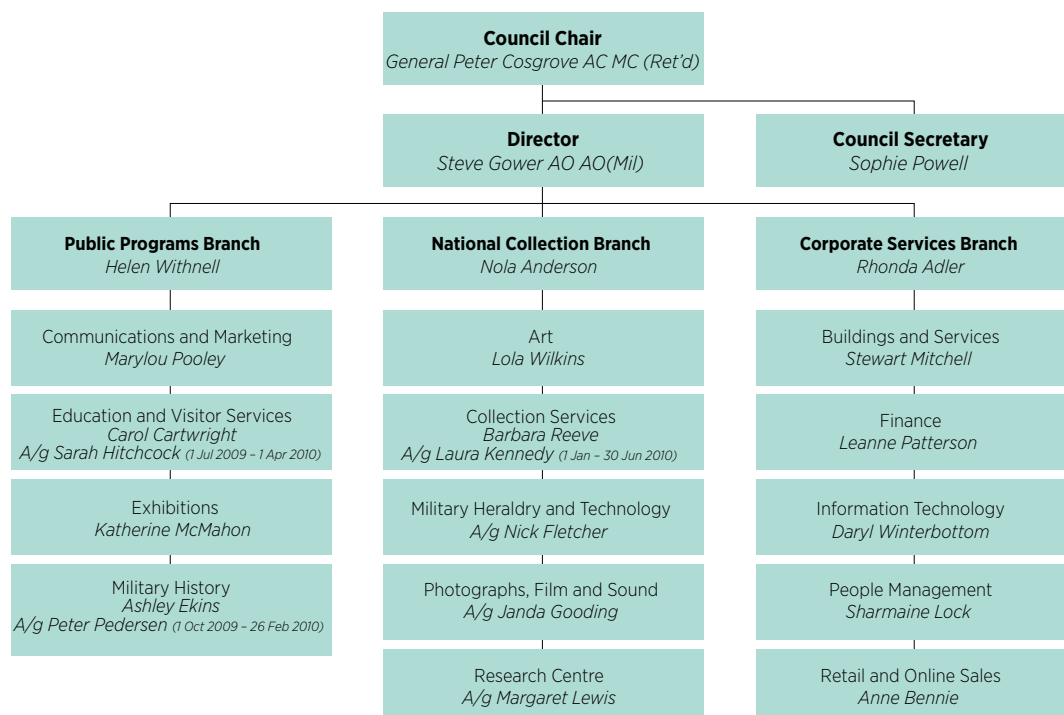 Council Chair
General Peter Cosgrove AC MC (Ret’d)
Director
Steve Gower AO AO(Mil)
Council Secretary
Sophie Powell
Public Programs Branch
Helen Withnell
National Collection Branch
Nola Anderson
Corporate Services Branch
Rhonda Adler
Communications and Marketing
Marylou Pooley
Art
Lola Wilkins
Buildings and Services
Stewart Mitchell
Education and Visitor Services
Carol Cartwright
A/g Sarah Hitchcock (1 Jul 2009 – 1 Apr 2010)
Collection Services
Barbara Reeve
A/g Laura Kennedy (1 Jan – 30 Jun 2010)
Finance
Leanne Patterson
Exhibitions
Katherine McMahon
Military Heraldry and Technology
A/g Nick Fletcher
Information Technology
Daryl Winterbottom
Military History
Ashley Ekins
A/g Peter Pedersen (1 Oct 2009 – 26 Feb 2010)
Photographs, Film and Sound
A/g Janda Gooding
People Management
Sharmaine Lock
Research Centre
A/g Margaret Lewis
Retail and Online Sales
Anne Bennie